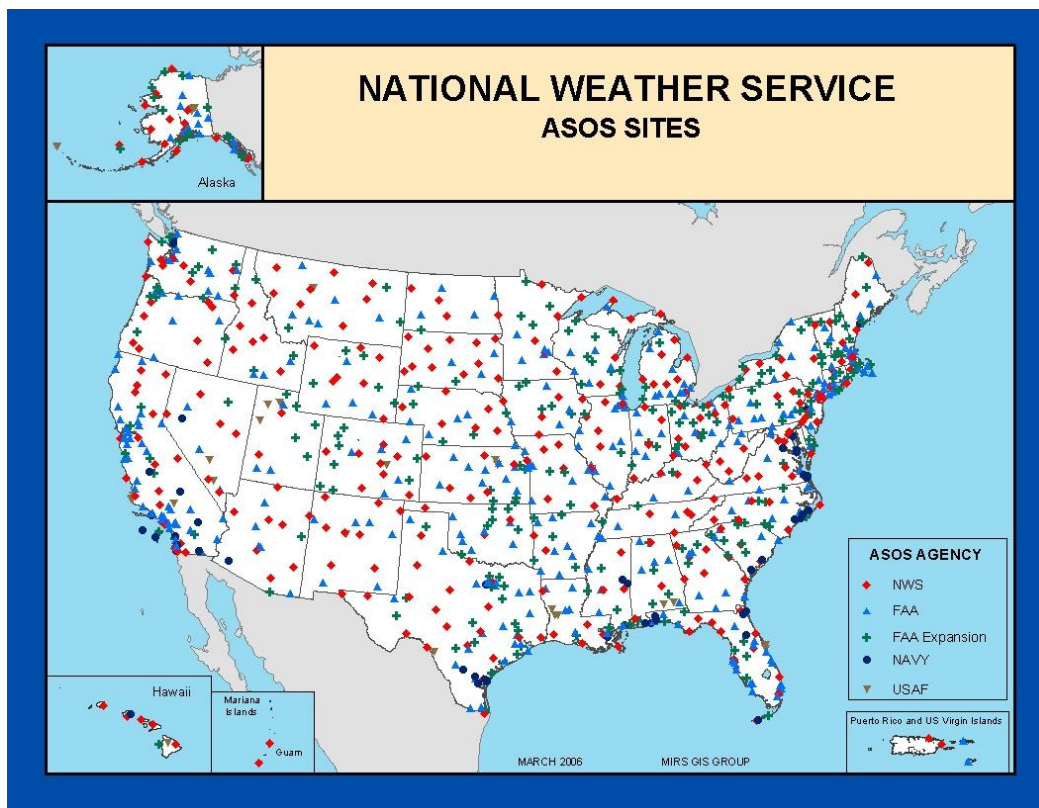 NATIONAL WEATHER SERVICE
ASOS SITES
Alaska
ASOS AGENCY
NWS
FAA
FAA Expansion
NAVY
USAF
Hawaii
Mariana
Islands
Guam
Puerto Rico and US Virgin Islands
MARCH 2006
MIRS GIS GROUP